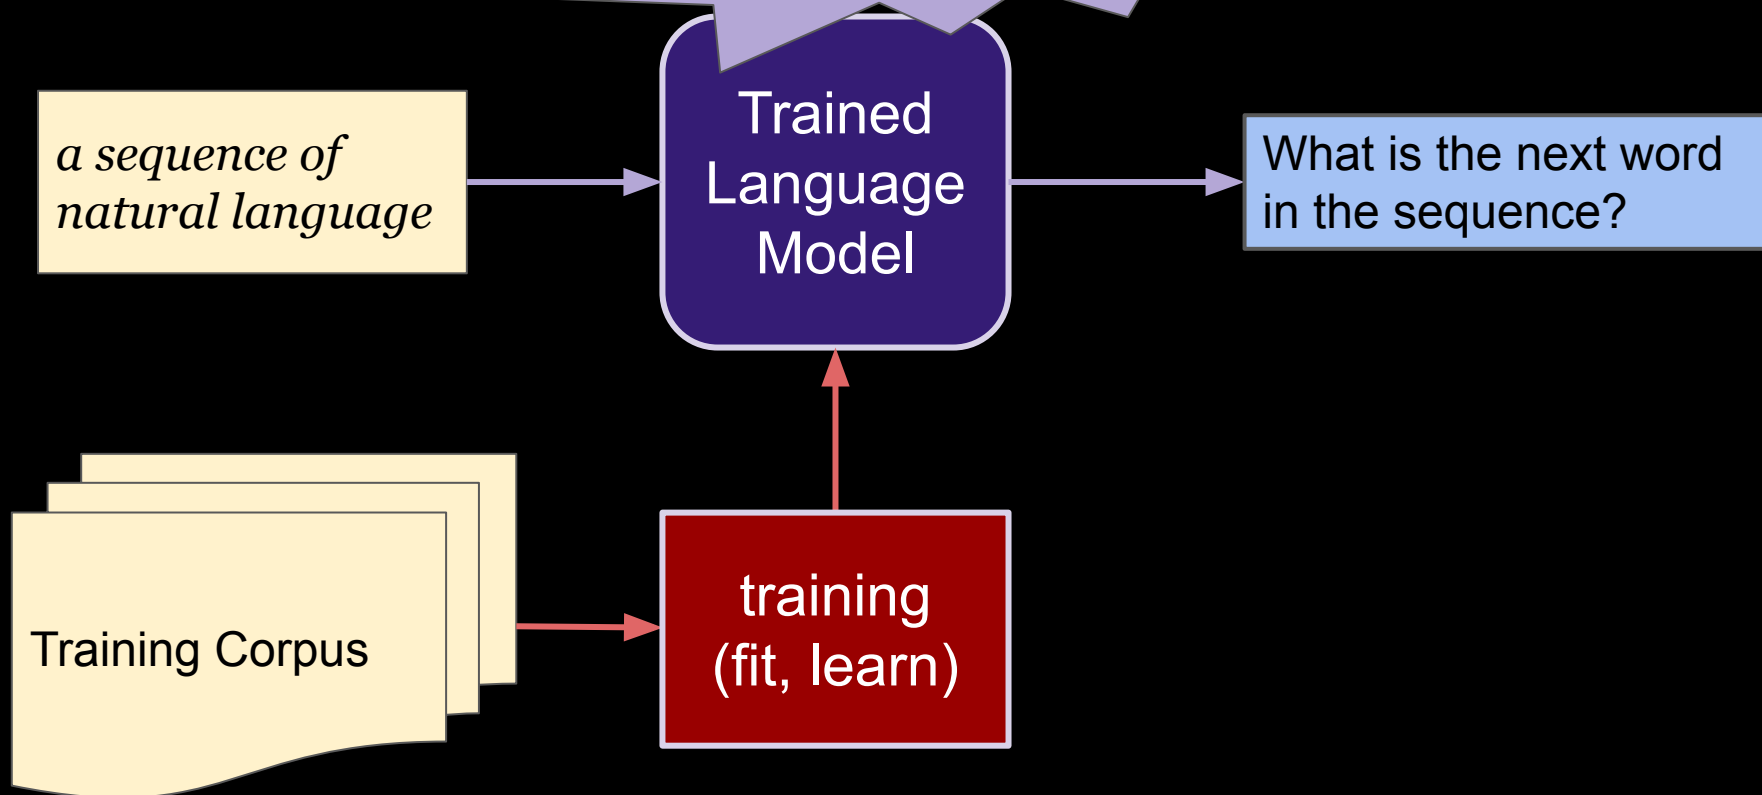 a sequence of
natural language
Trained
Language
Model
What is the next word
in the sequence?
Training Corpus
training
(fit, learn)